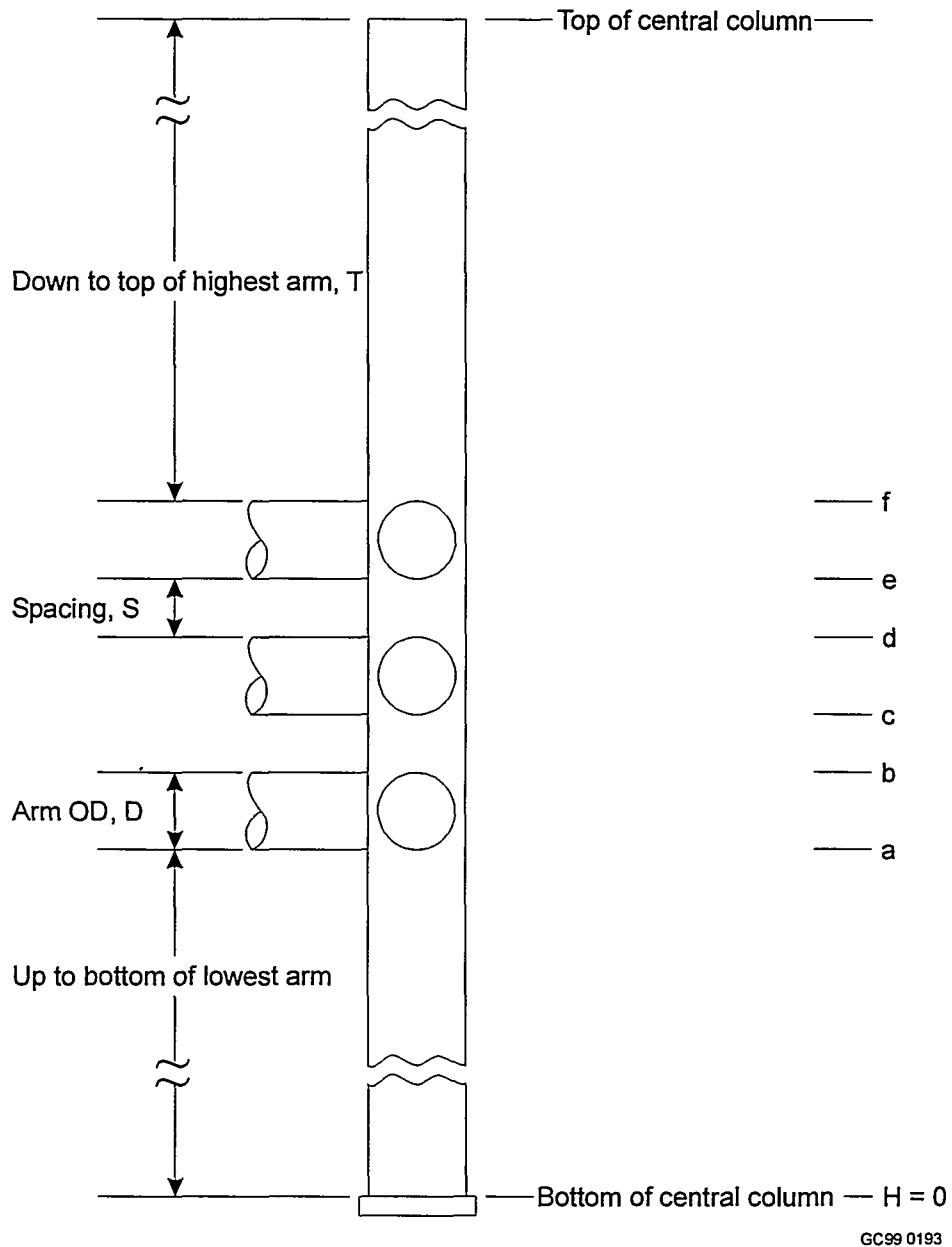 Top of central column
Down to top of highest arm, T
f
e
Spacing, S
d
c
b
Arm OD, D
a
Up to bottom of lowest arm
Bottom of central column
H = 0
GC99 0193